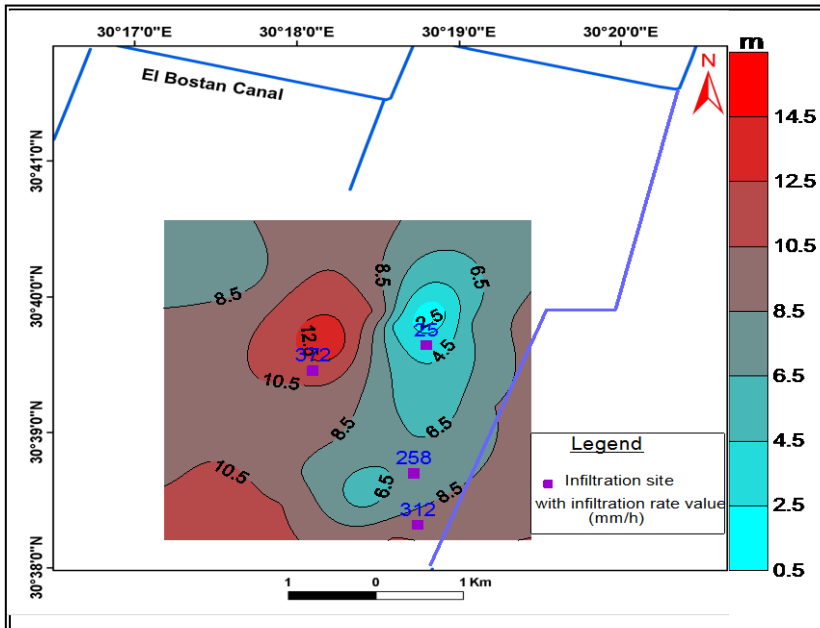 30°17'0"N 30°18'0"N 30°19'0"N 30°20'0"N
m
N
El Bostan Canal
30°41'0"N
30°40'0"N
30°39'0"N
30°38'0"N
14.5
12.5
10.5
8.5
6.5
4.5
2.5
0.5
8.5
6.5
8.5
2.5
12.5
25
4.5
372
10.5
8.5
6.5
10.5
258
6.5
8.5
312
Legend
Infiltration site
with infiltration rate value
(mm/h)
1 0 1 Km